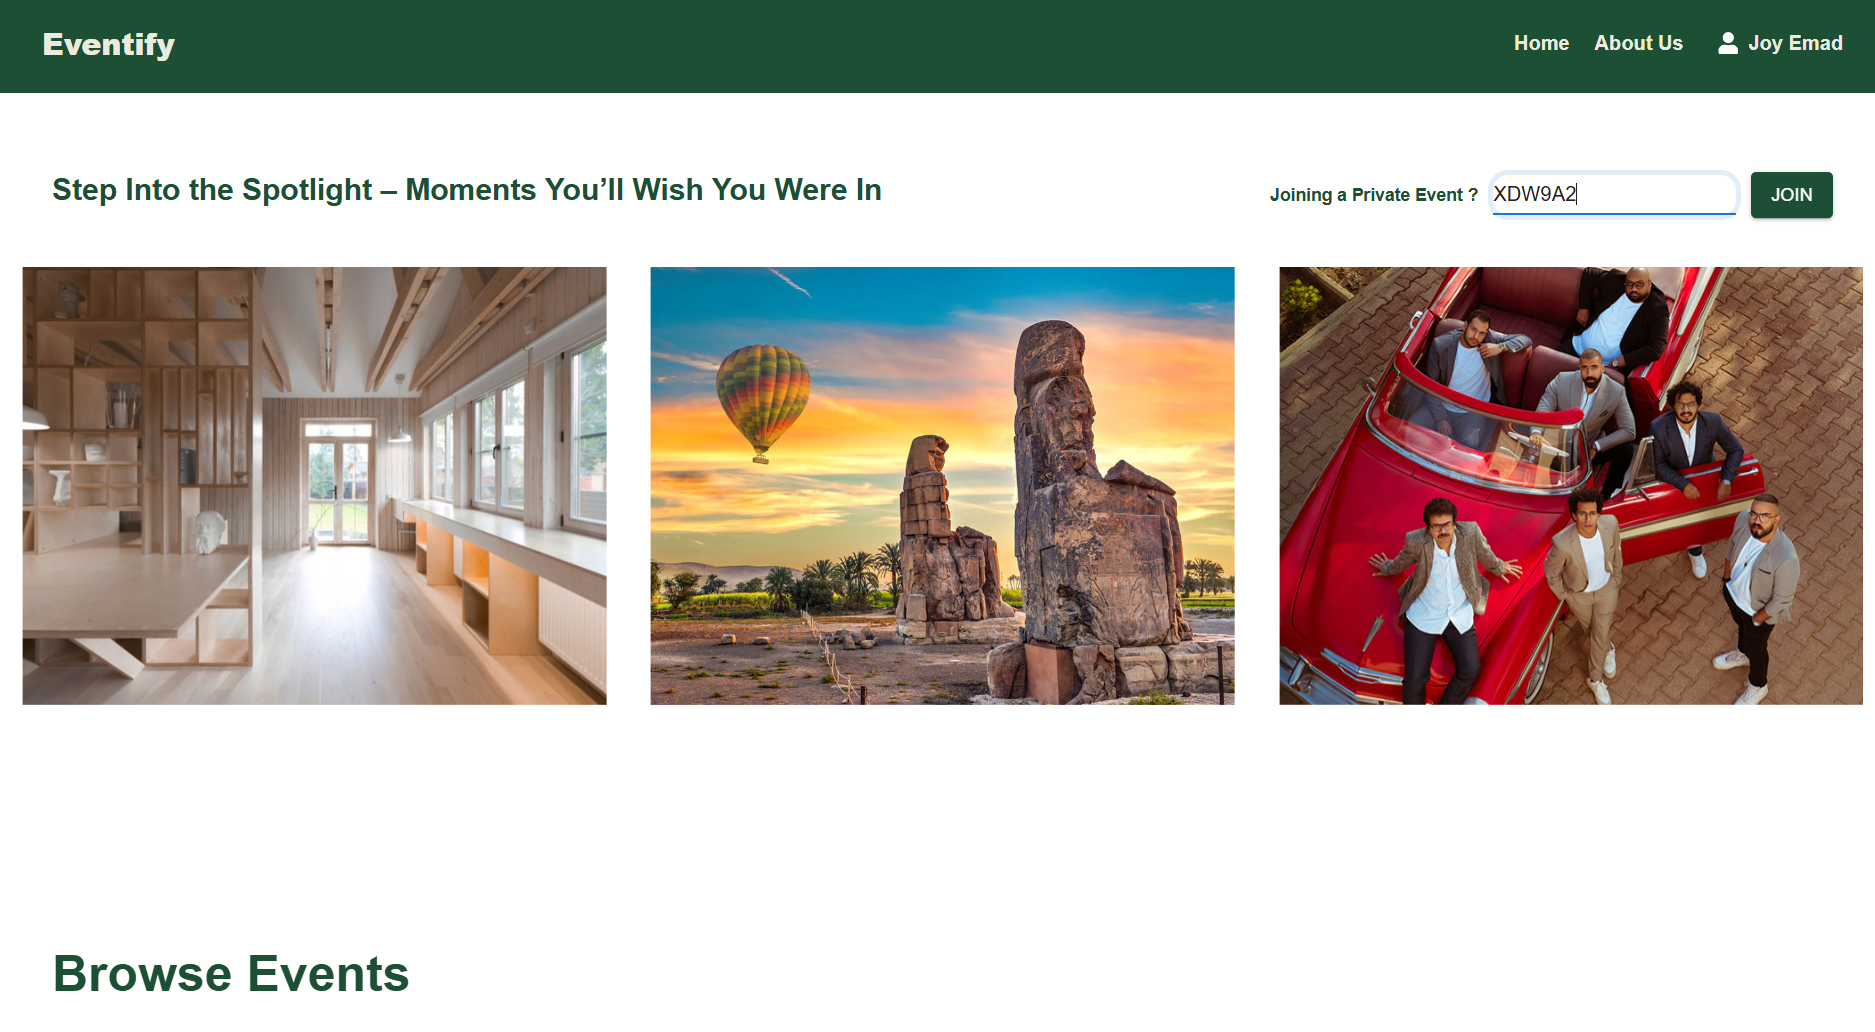 Eventify
Home About Us Joy Emad
Step Into the Spotlight – Moments You’ll Wish You Were In
Joining a Private Event ? XDW9A2 JOIN
Browse Events